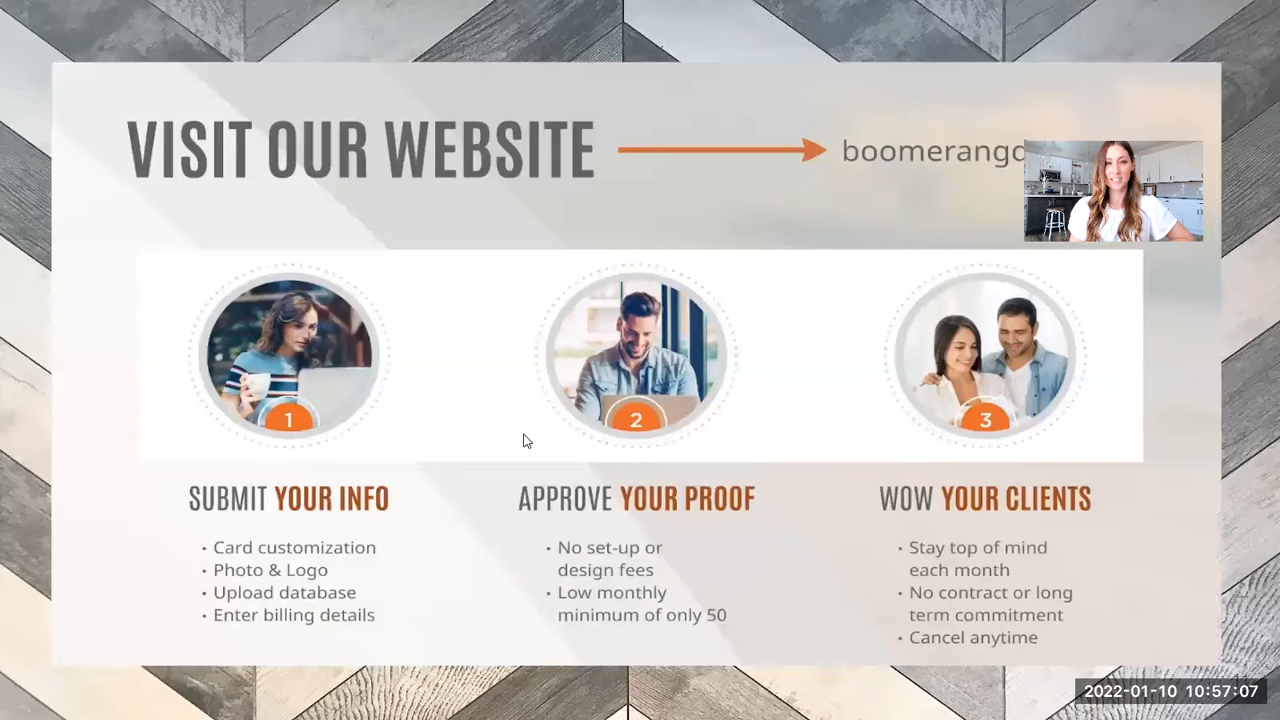 VISIT OUR WEBSITE
1
2
3
SUBMIT YOUR INFO
• Card customization
• Photo & Logo
• Upload database
• Enter billing details
APPROVE YOUR PROOF
• No set-up or
design fees
• Low monthly
minimum of only 50
WOW YOUR CLIENTS
• Stay top of mind
each month
• No contract or long
term commitment
• Cancel anytime
2022-01-10 10:57:07